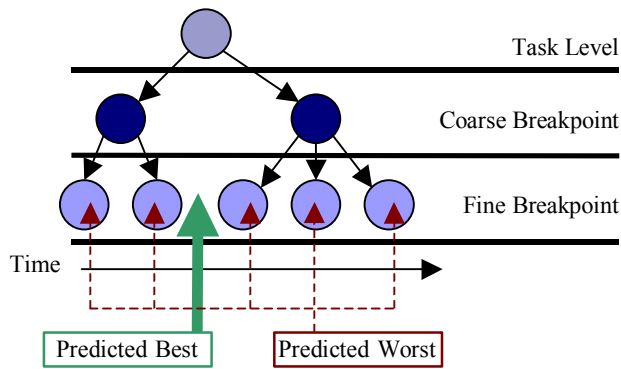 Task Level
Coarse Breakpoint
Fine Breakpoint
Time
Predicted Best
Predicted Worst